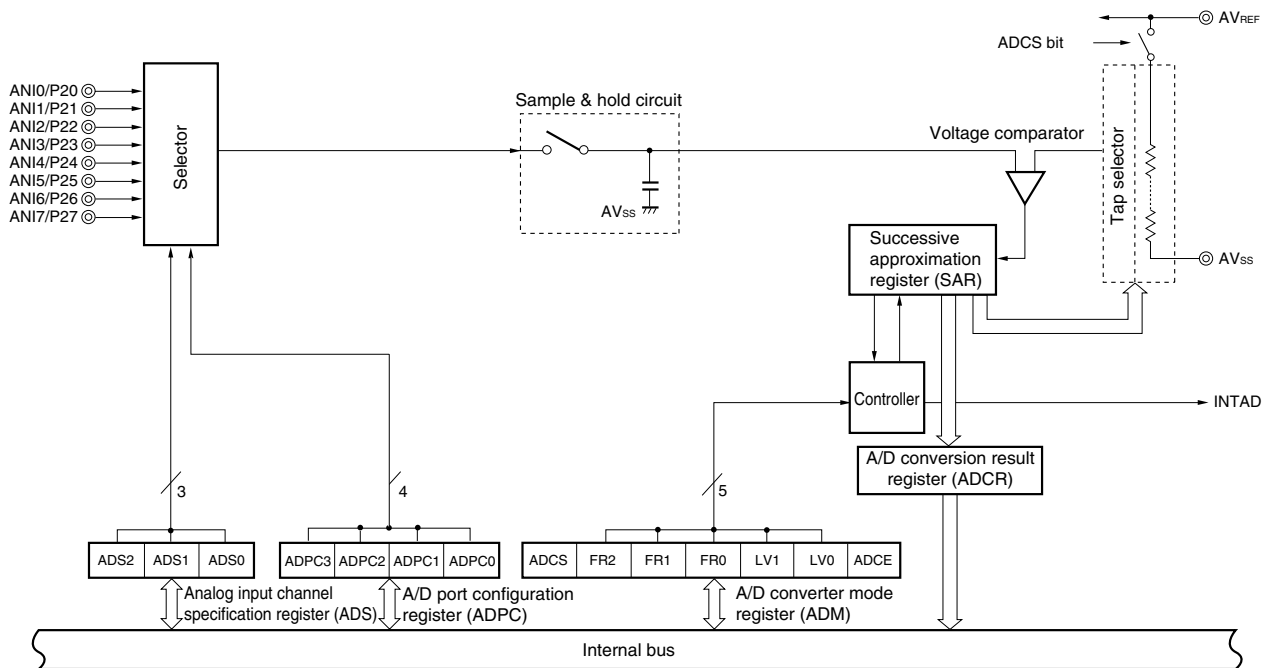 AVREF
ADCS bit
ANI0/P20
ANI1/P21
ANI2/P22
ANI3/P23
ANI4/P24
ANI5/P25
ANI6/P26
ANI7/P27
Selector
Sample & hold circuit
AVSS
Voltage comparator
Tap selector
AVSS
Successive
approximation
register (SAR)
Controller
INTAD
A/D conversion result
register (ADCR)
3
4
5
ADS2 ADS1 ADS0
ADPC3 ADPC2 ADPC1 ADPC0
ADCS FR2 FR1 FR0 LV1 LV0 ADCE
Analog input channel
specification register (ADS)
A/D port configuration
register (ADPC)
A/D converter mode
register (ADM)
Internal bus